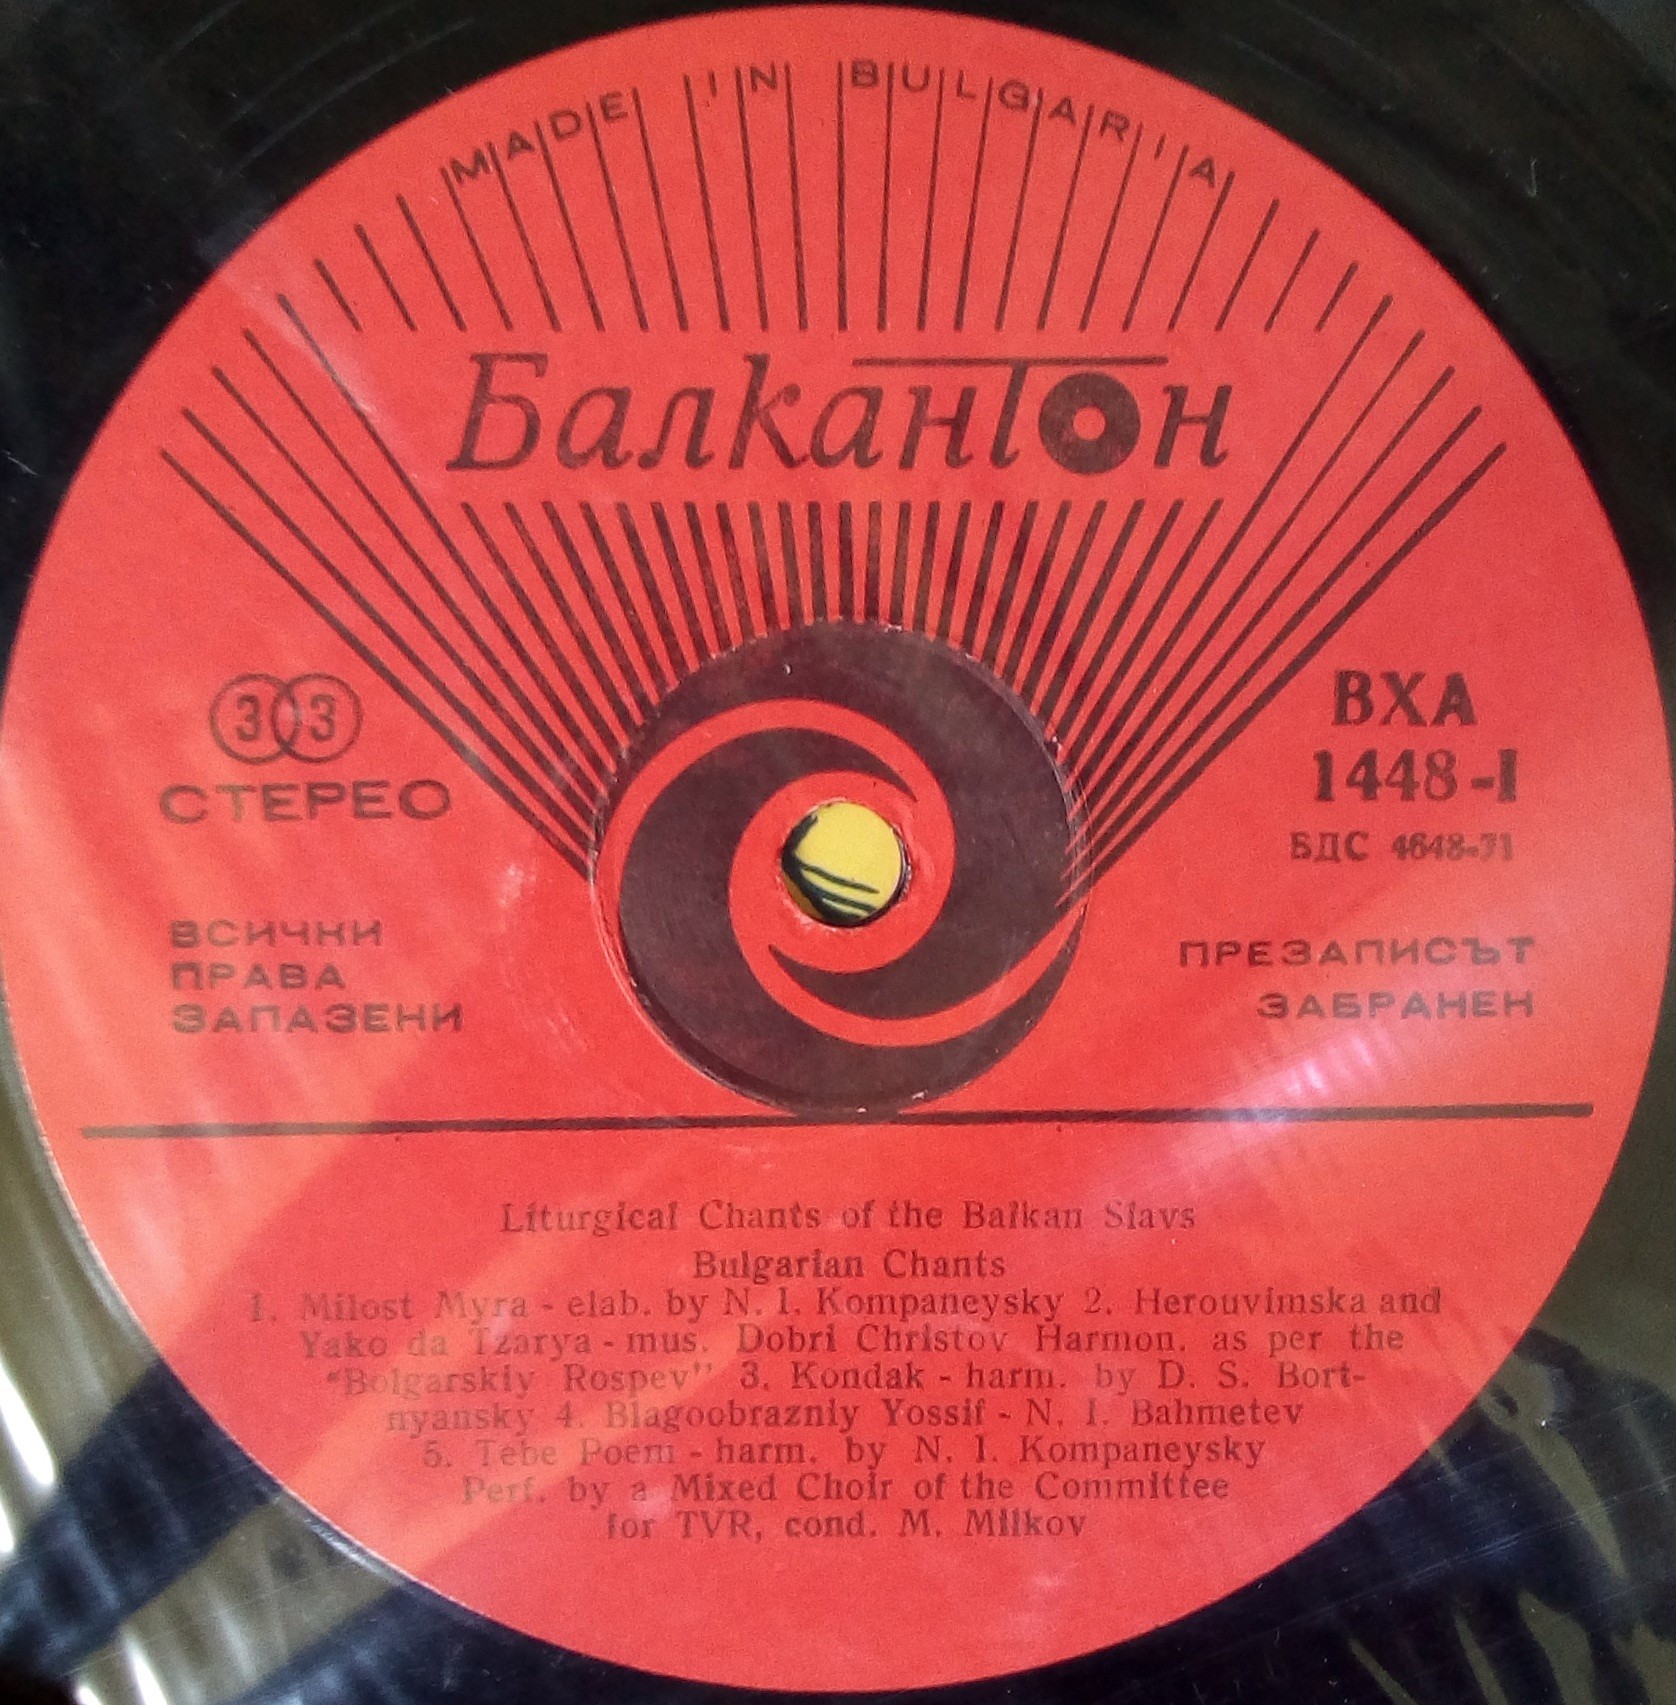 MADE IN BULGARIA
Балкантон
33
СТЕРЕО
ВХА
1448-I
БДС 4648-71
ВСИЧКИ
ПРАВА
ЗАПАЗЕНИ
ПРЕЗАПИСЪТ
ЗАБРАНЕН
Liturgical Chants of the Balkan Slavs
Bulgarian Chants
1. Milost Myra - elab. by N. I. Kompaneysky 2. Herouvimska and
Yako da Tzarya - mus. Dobri Christov Harmon. as per the
"Bolgarskiy Rospev" 3. Kondak - harm. by D. S. Bort-
nyansky 4. Blagoobrazniy Yossif - N. I. Bahmetev
5. Tebe Poem - harm. by N. I. Kompaneysky
Perf. by a Mixed Choir of the Committee
for TVR, cond. M. Milkov